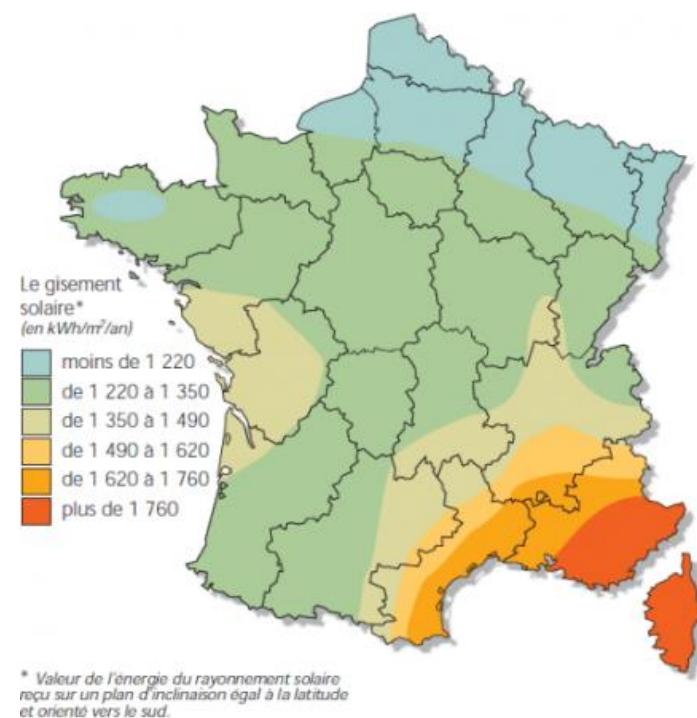 Le gisement
solaire*
(en kWh/m²/an)
moins de 1 220
de 1 220 à 1 350
de 1 350 à 1 490
de 1 490 à 1 620
de 1 620 à 1 760
plus de 1 760
* Valeur de l'énergie du rayonnement solaire
reçu sur un plan d'inclinaison égal à la latitude
et orienté vers le sud.